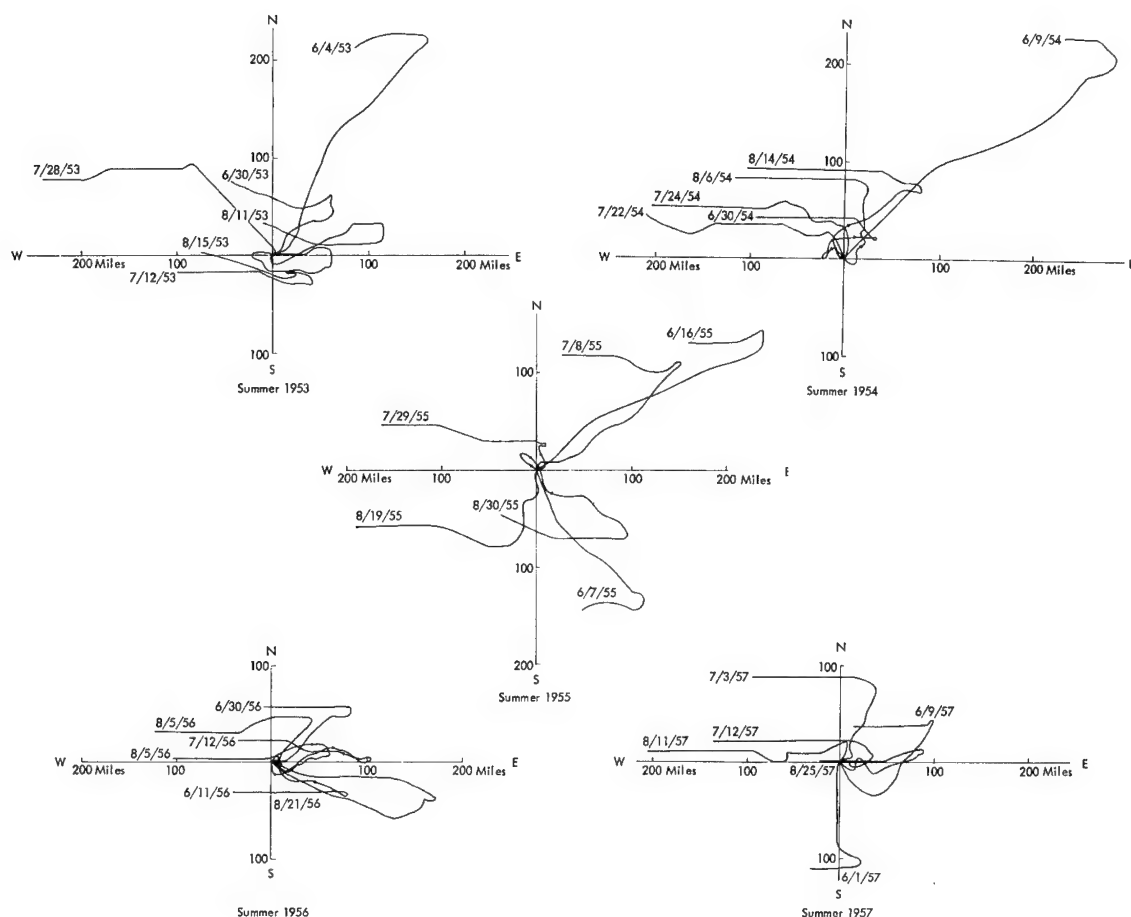 N
6/4/53
200
7/28/53
100
6/30/53
8/11/53
8/15/53
W
200 Miles
100
200 Miles
E
7/12/53
100
S
Summer 1953
N
6/9/54
200
8/14/54
100
8/6/54
7/24/54
7/22/54
6/30/54
W
200 Miles
100
100
200 Miles
E
100
S
Summer 1954
N
6/16/55
7/8/55
100
7/29/55
W
200 Miles
100
100
200 Miles
E
8/30/55
8/19/55
100
6/7/55
200
S
Summer 1955
N
100
6/30/56
8/5/56
7/12/56
8/5/56
W
200 Miles
100
100
200 Miles
E
6/11/56
8/21/56
100
S
Summer 1956
N
100
7/3/57
6/9/57
7/12/57
8/11/57
W
200 Miles
100
8/25/57
100
200 Miles
E
100
6/1/57
S
Summer 1957